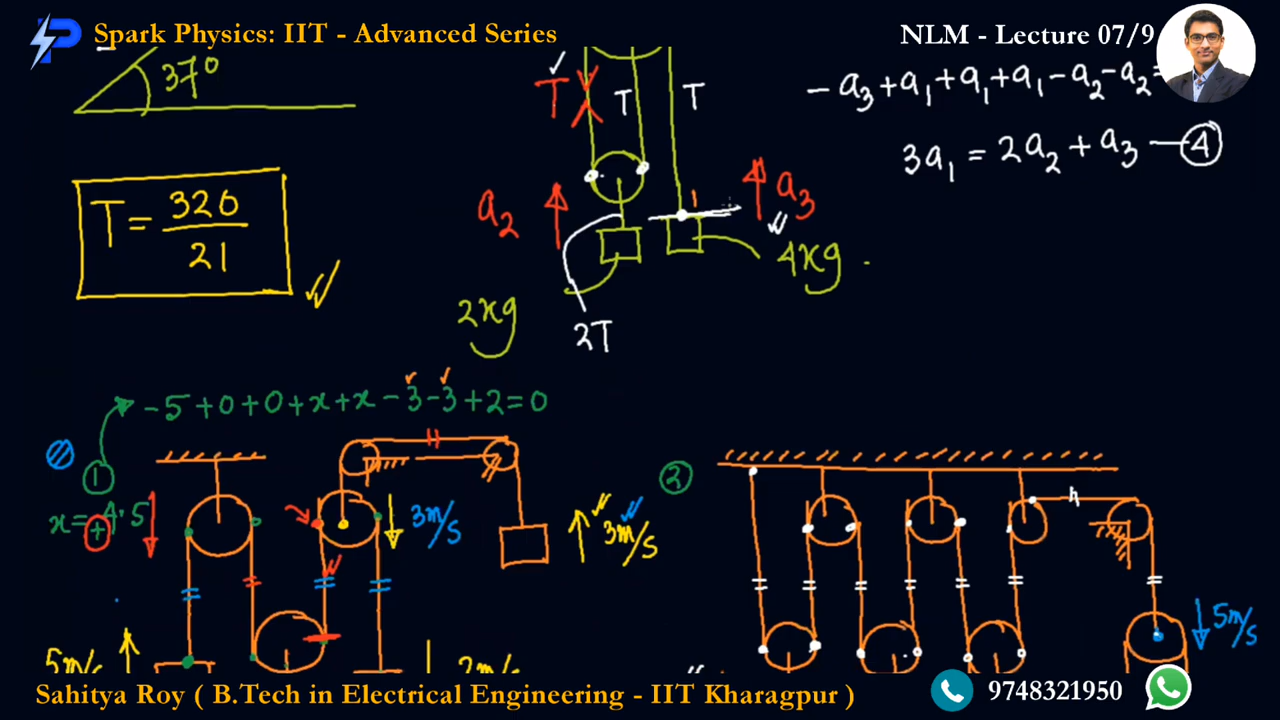 Spark Physics: IIT - Advanced Series
NLM - Lecture 07/9
37°
T T T
- a₃ + a₁ + a₁ + a₁ - a₂ - a₂ =
3a₁ = 2a₂ + a₃ — ④
T = 320/21
a₂
a₃
4kg
2kg
2T
-5+0+0+x+x-3-3+2=0
①
x = +4.5
3m/s
3m/s
②
5m/s
5m/s
Sahitya Roy ( B.Tech in Electrical Engineering - IIT Kharagpur )
9748321950